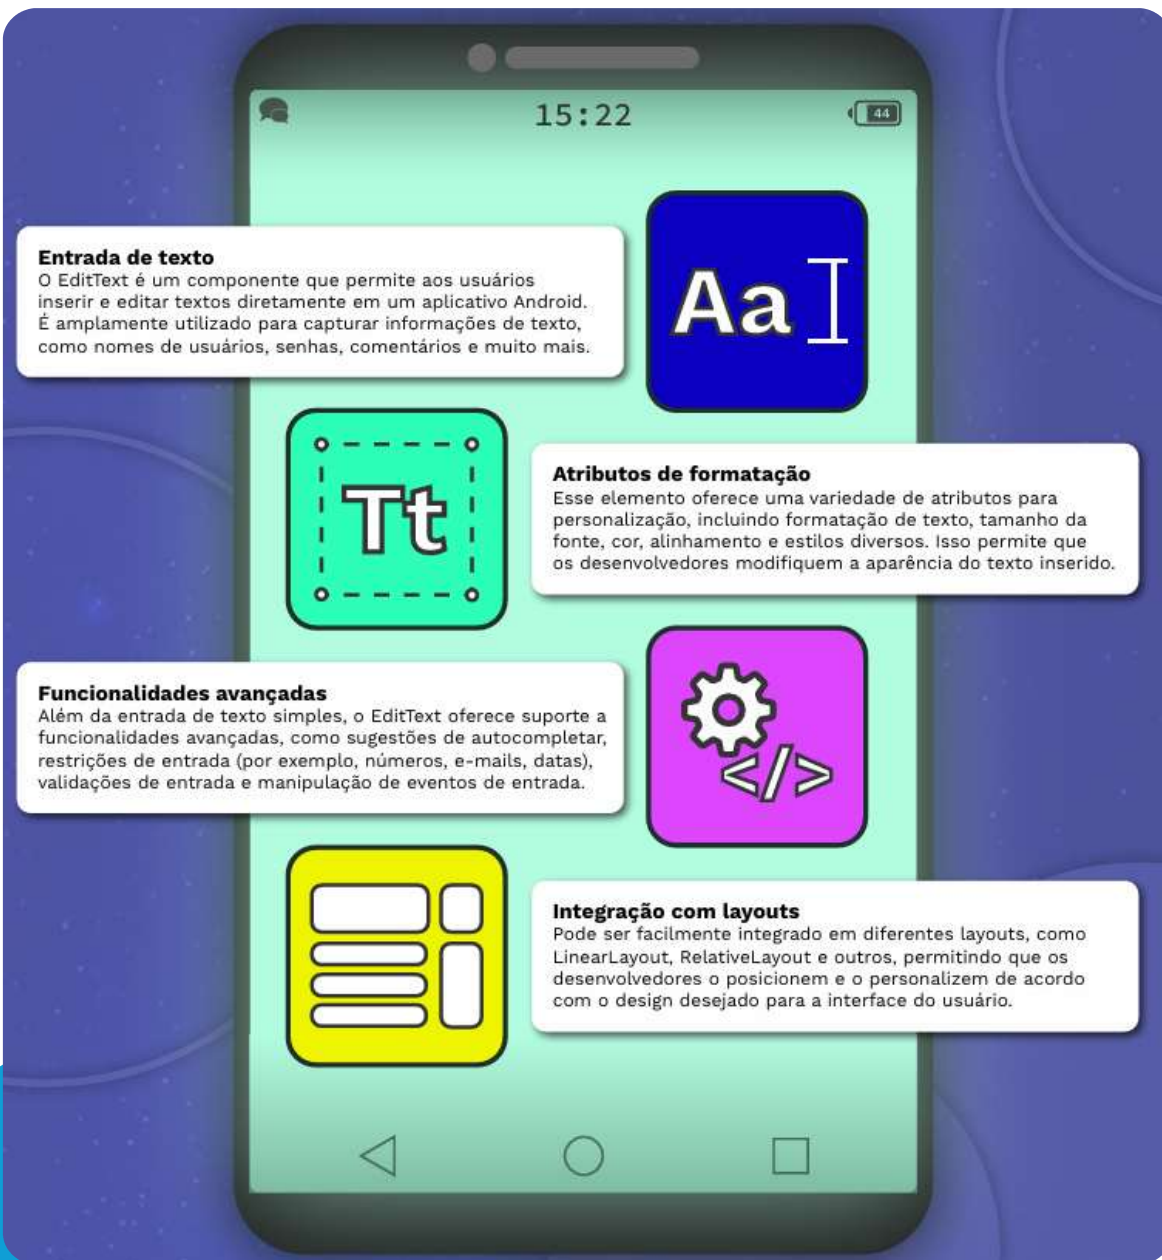 15:22
44
Entrada de texto
O EditText é um componente que permite aos usuários
inserir e editar textos diretamente em um aplicativo Android.
É amplamente utilizado para capturar informações de texto,
como nomes de usuários, senhas, comentários e muito mais.
Aa
Tt
Atributos de formatação
Esse elemento oferece uma variedade de atributos para
personalização, incluindo formatação de texto, tamanho da
fonte, cor, alinhamento e estilos diversos. Isso permite que
os desenvolvedores modifiquem a aparência do texto inserido.
Funcionalidades avançadas
Além da entrada de texto simples, o EditText oferece suporte a
funcionalidades avançadas, como sugestões de autocompletar,
restrições de entrada (por exemplo, números, e-mails, datas),
validações de entrada e manipulação de eventos de entrada.
</>
Integração com layouts
Pode ser facilmente integrado em diferentes layouts, como
LinearLayout, RelativeLayout e outros, permitindo que os
desenvolvedores o posicionem e o personalizem de acordo
com o design desejado para a interface do usuário.